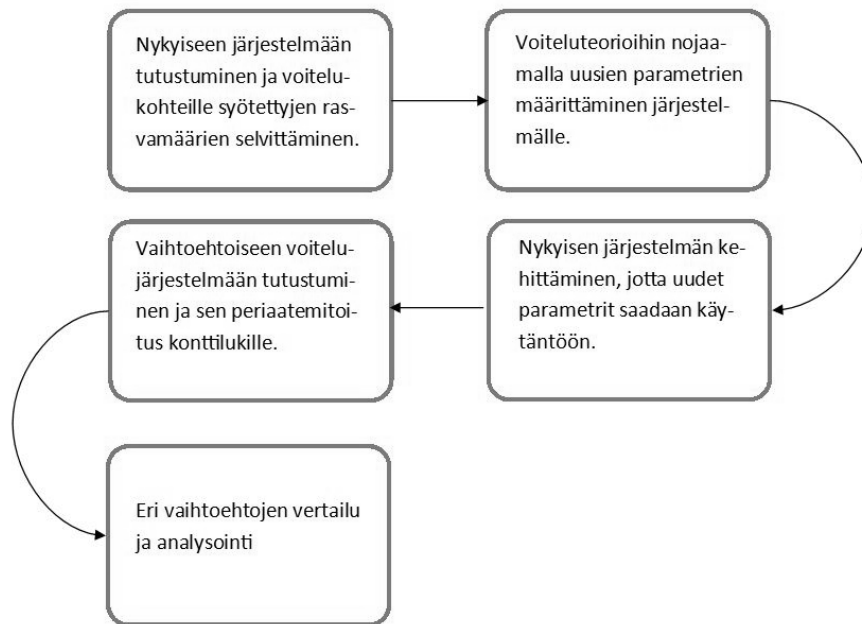 Nykyiseen järjestelmään
tutustuminen ja voitelu-
kohteille syötettyjen ras-
vamäärien selvittäminen.
Voiteluteorioihin nojaa-
malla uusien parametrien
määrittäminen järjestel-
mälle.
Nykyisen järjestelmän ke-
hittäminen, jotta uudet
parametrit saadaan käy-
täntöön.
Vaihtoehtoiseen voitelu-
järjestelmään tutustumi-
nen ja sen periaatemitoi-
tus konttilukille.
Eri vaihtoehtojen vertailu
ja analysointi